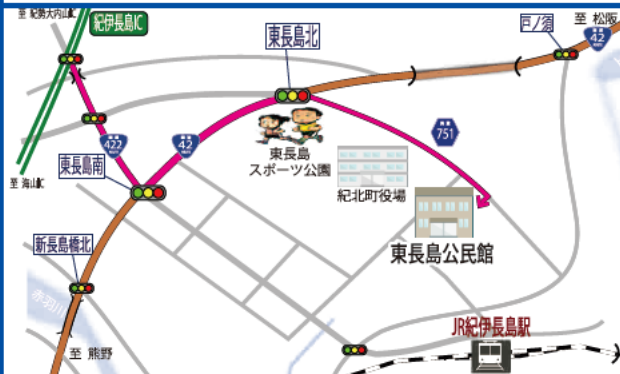 至 紀勢大内山IC
紀伊長島IC
東長島北
戸ノ須
至 松阪
42
751
422
42
東長島南
東長島
スポーツ公園
紀北町役場
至 海山IC
東長島公民館
新長島橋北
赤羽川
JR紀伊長島駅
至 熊野